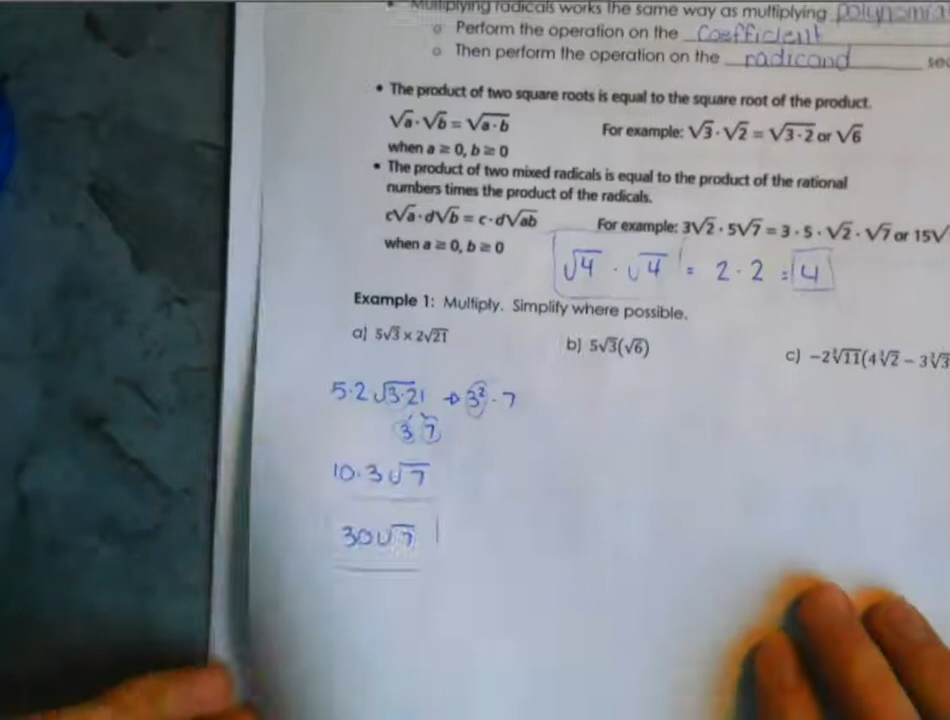 • Multiplying radicals works the same way as multiplying polynomia
o Perform the operation on the coefficient
o Then perform the operation on the radicand sec
• The product of two square roots is equal to the square root of the product.
√a · √b = √a · b For example: √3 · √2 = √3 · 2 or √6
when a ≥ 0, b ≥ 0
• The product of two mixed radicals is equal to the product of the rational
numbers times the product of the radicals.
c√a · d√b = c · d√ab For example: 3√2 · 5√7 = 3 · 5 · √2 · √7 or 15√
when a ≥ 0, b ≥ 0
√4 · √4 = 2 · 2 = 4
Example 1: Multiply. Simplify where possible.
a) 5√3 x 2√21 b) 5√3(√6) c) −2∛11(4∛2 − 3∛3
5·2 √3·21 → 3² · 7
3 7
10·3√7
30√7